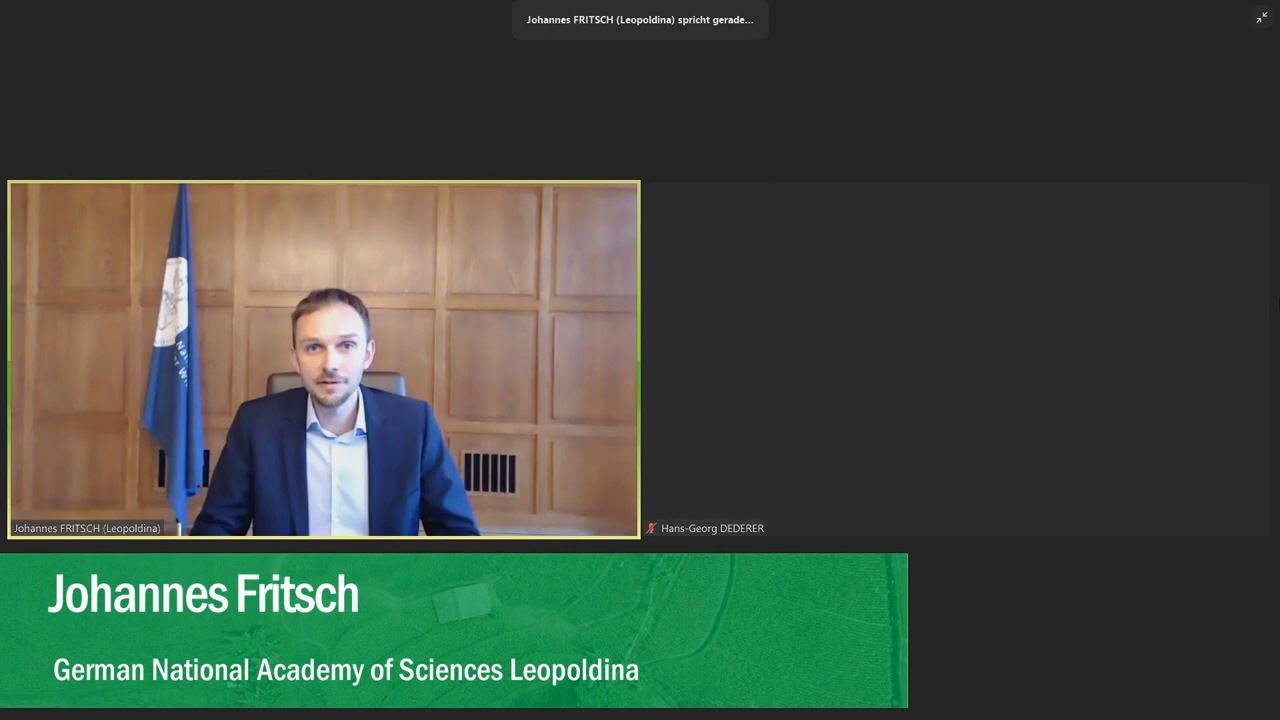 Johannes FRITSCH (Leopoldina) spricht gerade...
Johannes FRITSCH (Leopoldina)
Hans-Georg DEDERER
Johannes Fritsch
German National Academy of Sciences Leopoldina